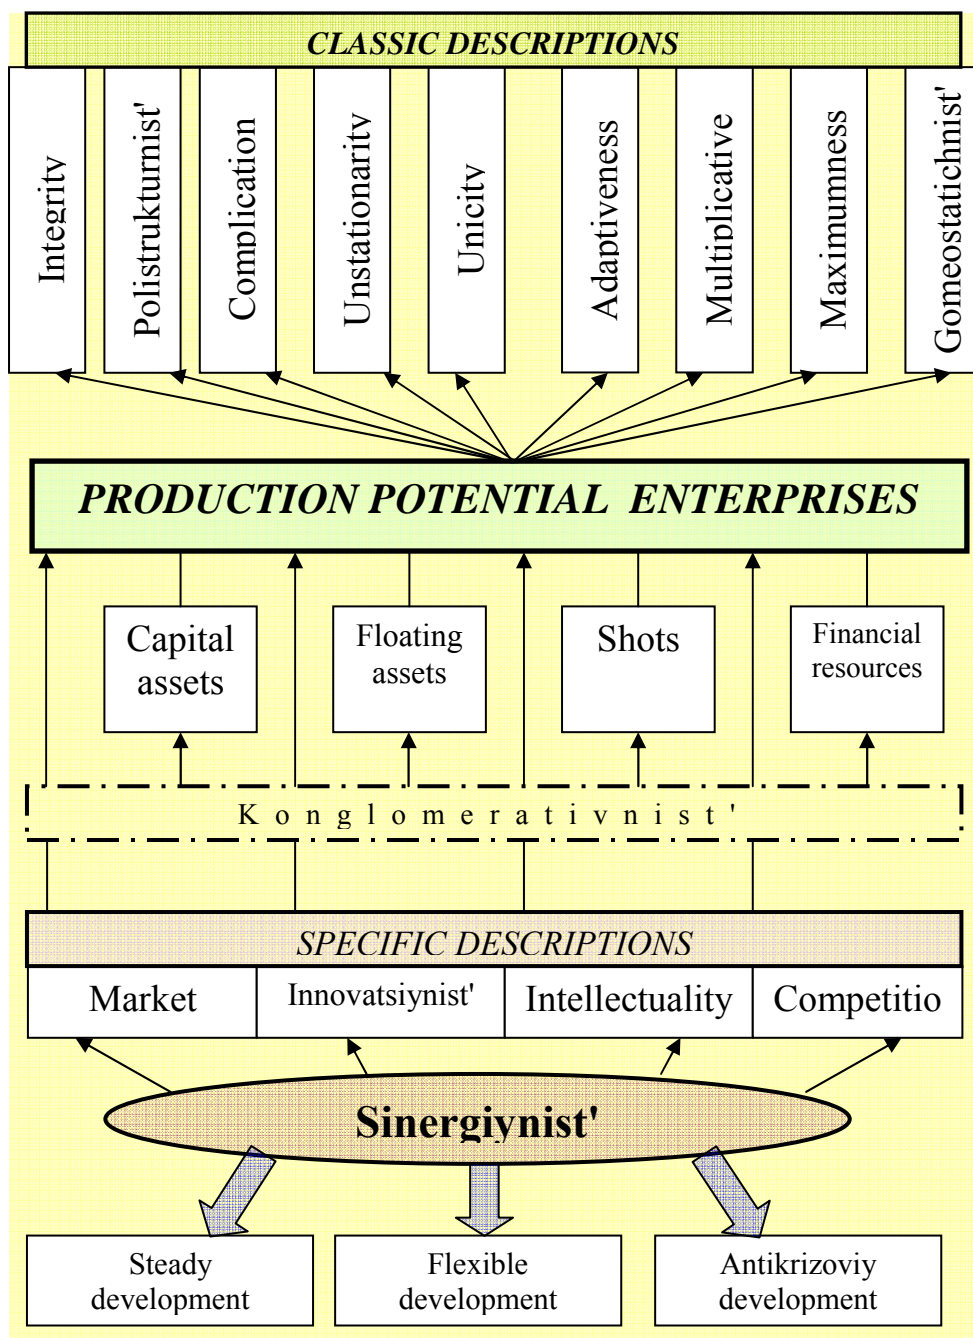 CLASSIC DESCRIPTIONS
Integrity
Polistrukturnist'
Complication
Unstationarity
Unicity
Adaptiveness
Multiplicative
Maximumness
Gomeostatichnist'
PRODUCTION POTENTIAL ENTERPRISES
Capital
assets
Floating
assets
Shots
Financial
resources
Konglomerativnist'
SPECIFIC DESCRIPTIONS
Market
Innovatsiynist'
Intellectuality
Competitio
Sinergiynist'
Steady
development
Flexible
development
Antikrizoviy
development